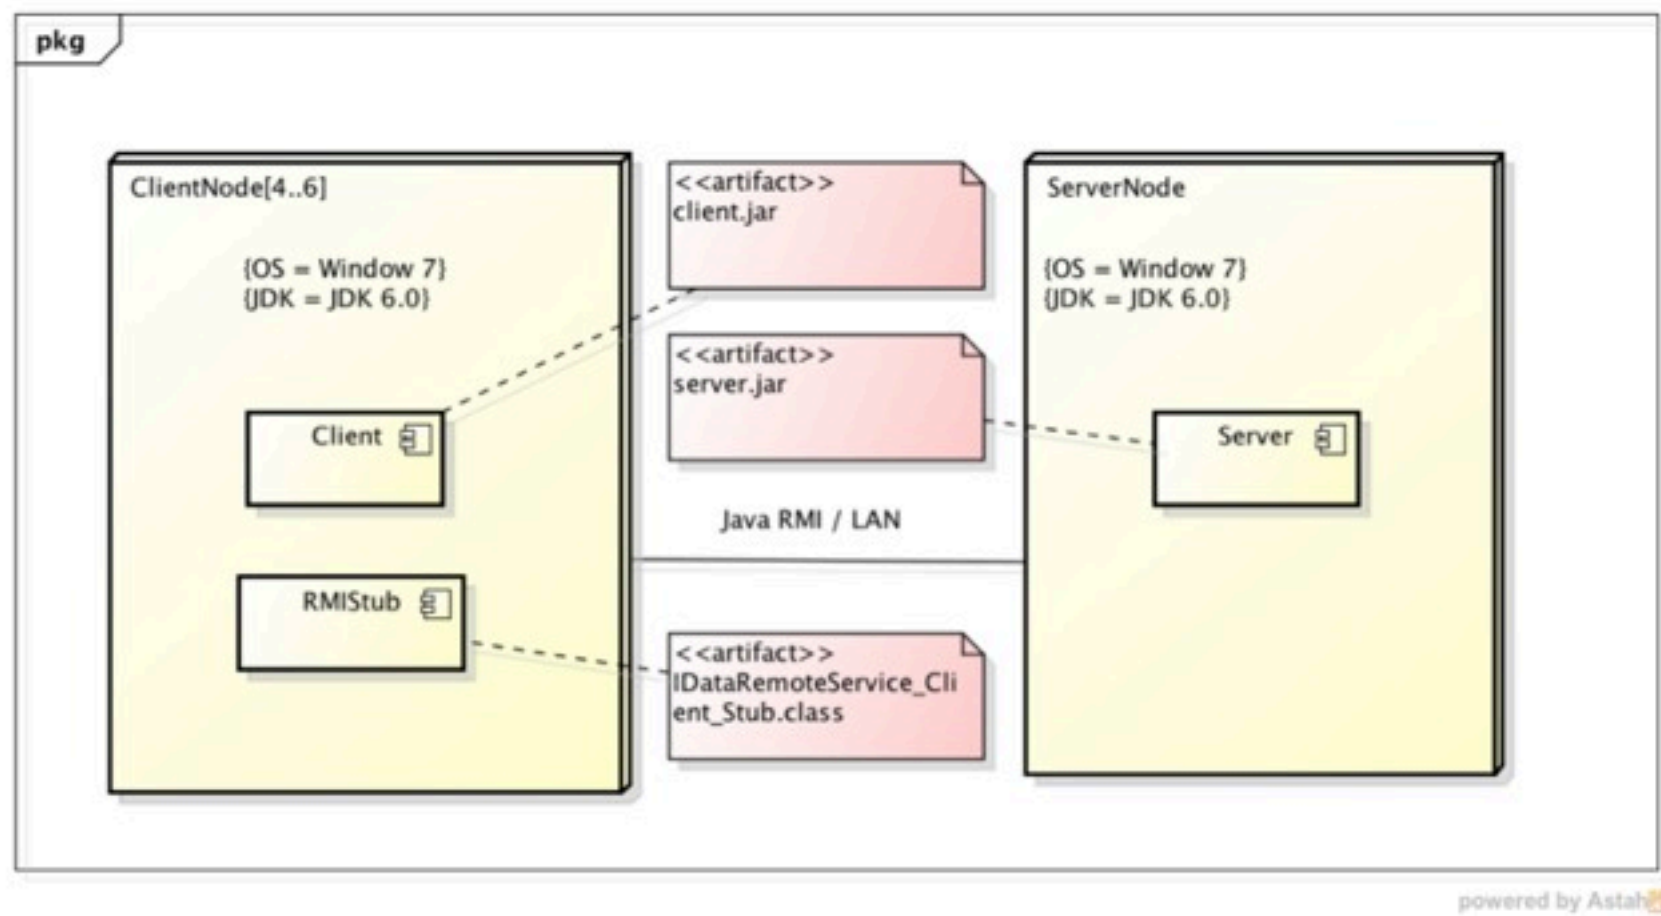 pkg
ClientNode[4..6]
{OS = Window 7}
{JDK = JDK 6.0}
Client
RMIStub
<<artifact>>
client.jar
<<artifact>>
server.jar
Java RMI / LAN
<<artifact>>
IDataRemoteService_Cli
ent_Stub.class
ServerNode
{OS = Window 7}
{JDK = JDK 6.0}
Server
powered by Astah